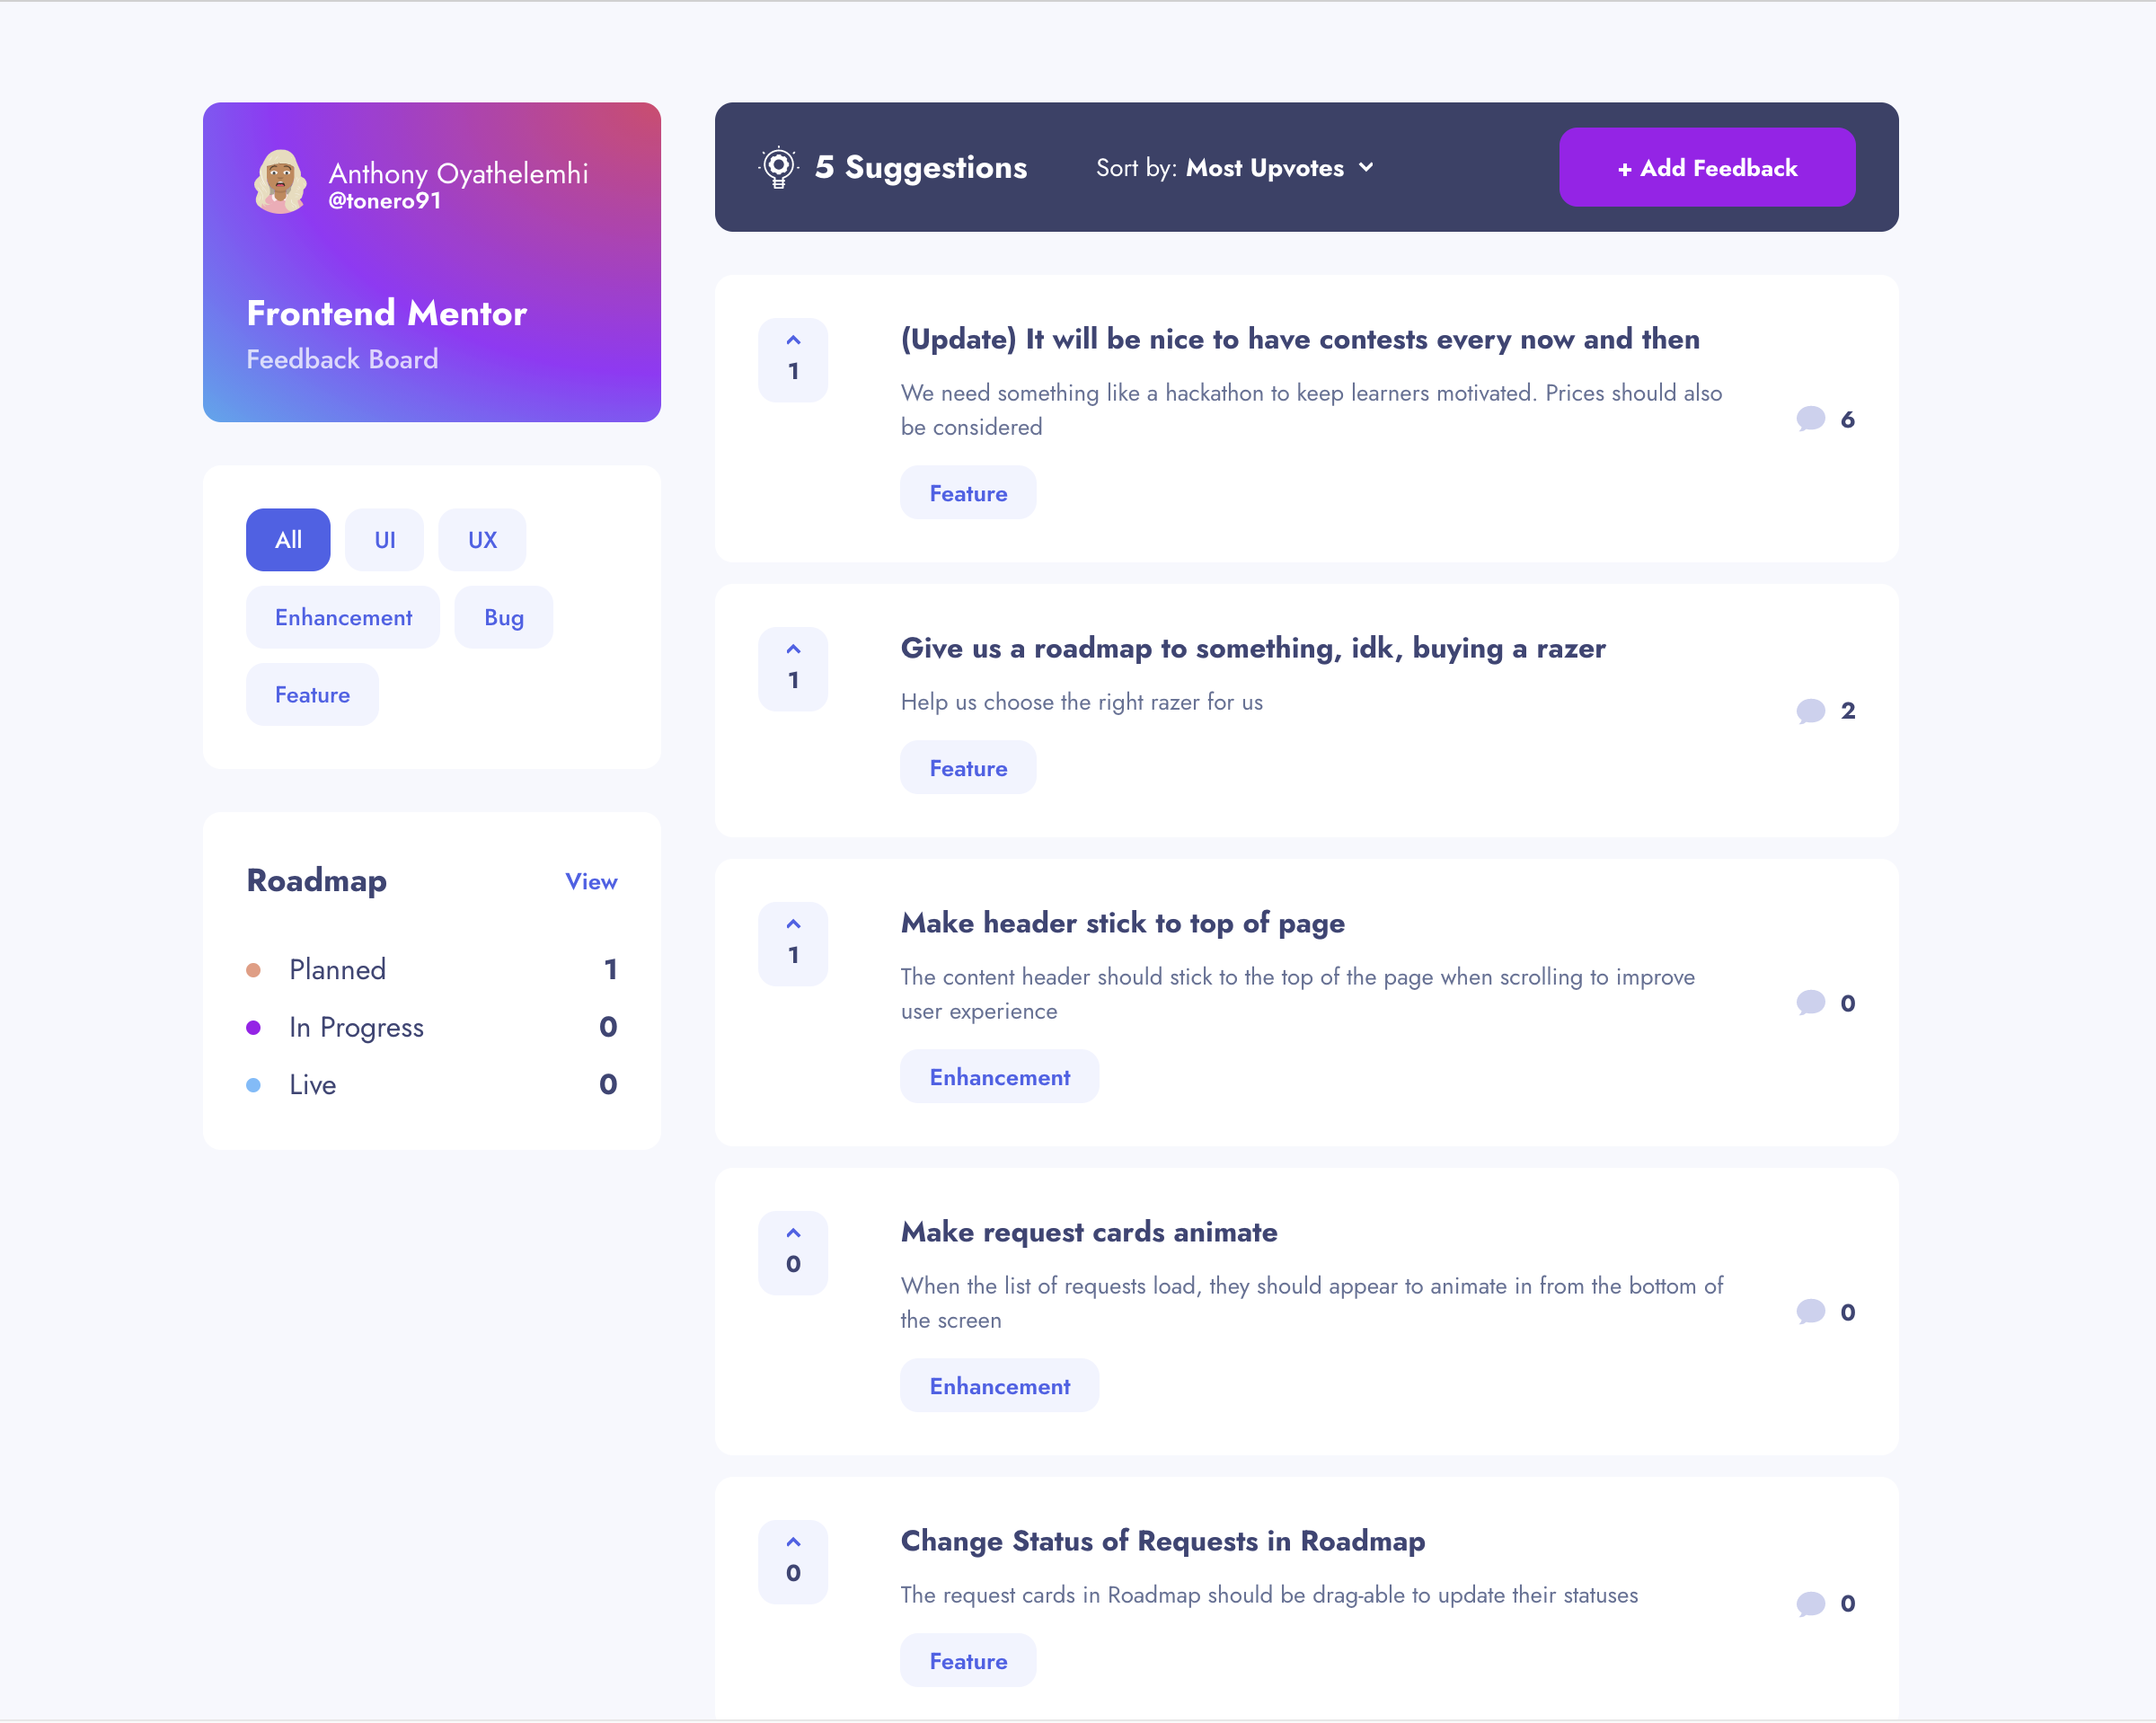 Anthony Oyathelemhi
@tonero91
Frontend Mentor
Feedback Board
All
UI
UX
Enhancement
Bug
Feature
Roadmap
View
Planned
1
In Progress
0
Live
0
5 Suggestions
Sort by: Most Upvotes
+ Add Feedback
1
(Update) It will be nice to have contests every now and then
We need something like a hackathon to keep learners motivated. Prices should also
be considered
Feature
6
1
Give us a roadmap to something, idk, buying a razer
Help us choose the right razer for us
Feature
2
1
Make header stick to top of page
The content header should stick to the top of the page when scrolling to improve
user experience
Enhancement
0
0
Make request cards animate
When the list of requests load, they should appear to animate in from the bottom of
the screen
Enhancement
0
0
Change Status of Requests in Roadmap
The request cards in Roadmap should be drag-able to update their statuses
Feature
0